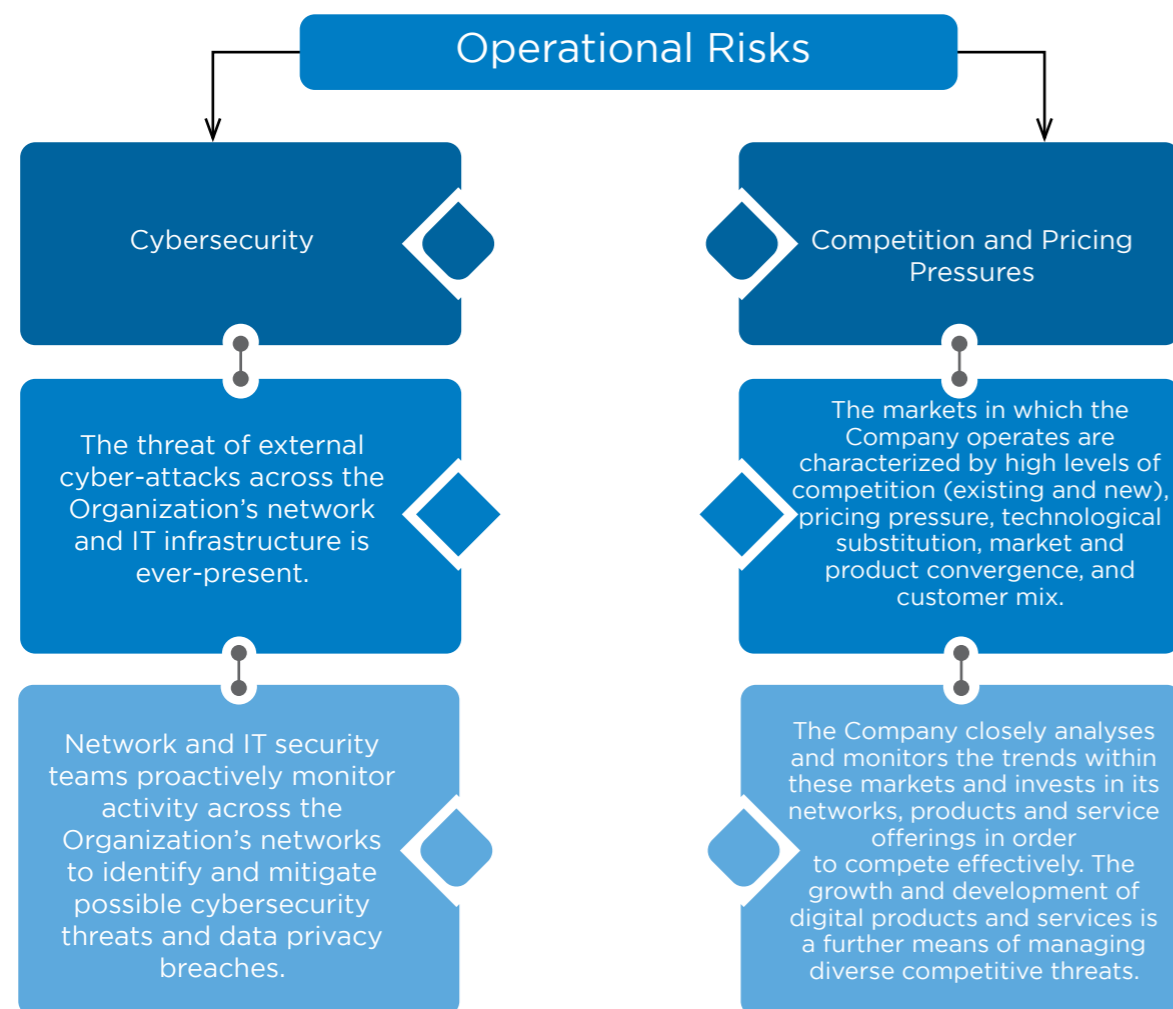 Operational Risks
Cybersecurity
The threat of external
cyber-attacks across the
Organization’s network
and IT infrastructure is
ever-present.
Network and IT security
teams proactively monitor
activity across the
Organization’s networks
to identify and mitigate
possible cybersecurity
threats and data privacy
breaches.
Competition and Pricing
Pressures
The markets in which the
Company operates are
characterized by high levels of
competition (existing and new),
pricing pressure, technological
substitution, market and
product convergence, and
customer mix.
The Company closely analyses
and monitors the trends within
these markets and invests in its
networks, products and service
offerings in order
to compete effectively. The
growth and development of
digital products and services is
a further means of managing
diverse competitive threats.